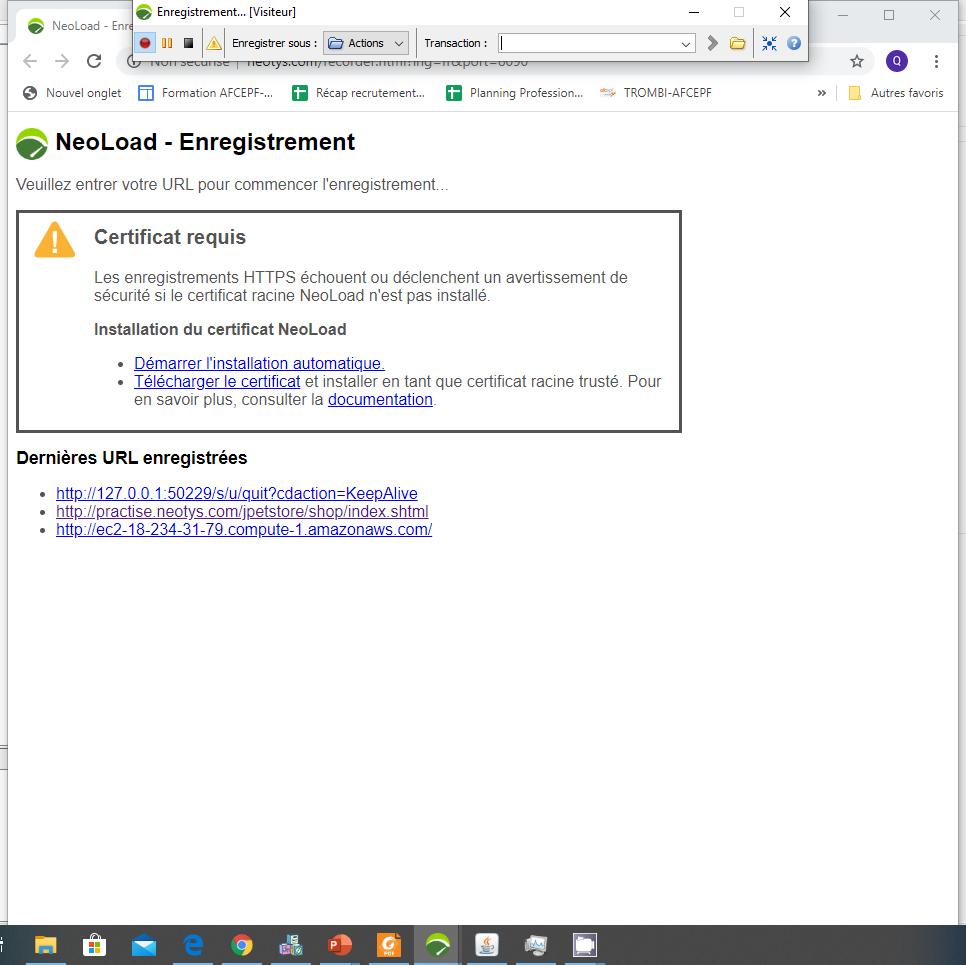 Enregistrement... [Visiteur]
NeoLoad - Enre
Enregistrer sous : Actions Transaction :
Non sécurisé | neotys.com/recorder.html?lng=fr&port=8090
Q
Nouvel onglet Formation AFCEPF-... Récap recrutement... Planning Profession... TROMBI-AFCEPF » Autres favoris
NeoLoad - Enregistrement
Veuillez entrer votre URL pour commencer l'enregistrement...
Certificat requis
Les enregistrements HTTPS échouent ou déclenchent un avertissement de
sécurité si le certificat racine NeoLoad n'est pas installé.
Installation du certificat NeoLoad
• Démarrer l'installation automatique.
• Télécharger le certificat et installer en tant que certificat racine trusté. Pour
en savoir plus, consulter la documentation.
Dernières URL enregistrées
• http://127.0.0.1:50229/s/u/quit?cdaction=KeepAlive
• http://practise.neotys.com/jpetstore/shop/index.shtml
• http://ec2-18-234-31-79.compute-1.amazonaws.com/